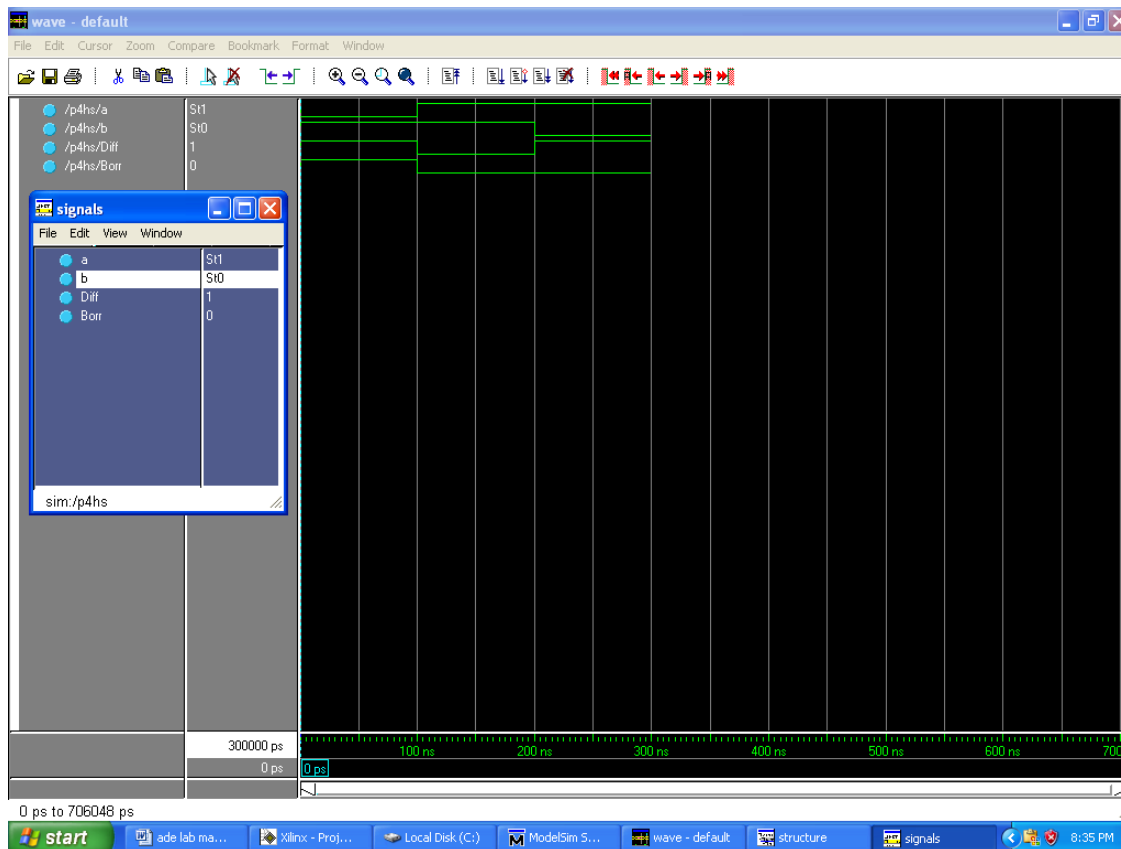 wave - default
File Edit Cursor Zoom Compare Bookmark Format Window
/p4hs/a St1
/p4hs/b St0
/p4hs/Diff 1
/p4hs/Borr 0
signals
File Edit View Window
a St1
b St0
Diff 1
Borr 0
sim:/p4hs
300000 ps
100 ns 200 ns 300 ns 400 ns 500 ns 600 ns 700
0 ps 0 ps
0 ps to 706048 ps
start ade lab ma... Xilinx - Proj... Local Disk (C:) ModelSim S... wave - default structure signals 8:35 PM